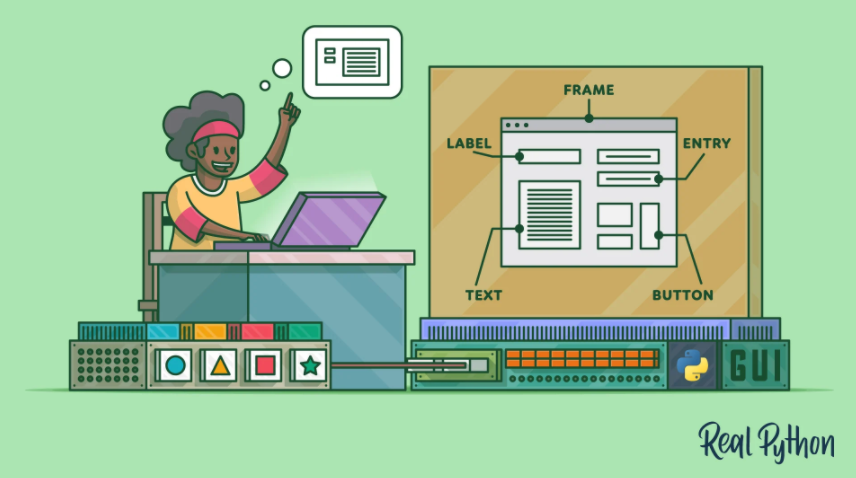 FRAME
LABEL
ENTRY
TEXT
BUTTON
GUI
Real Python